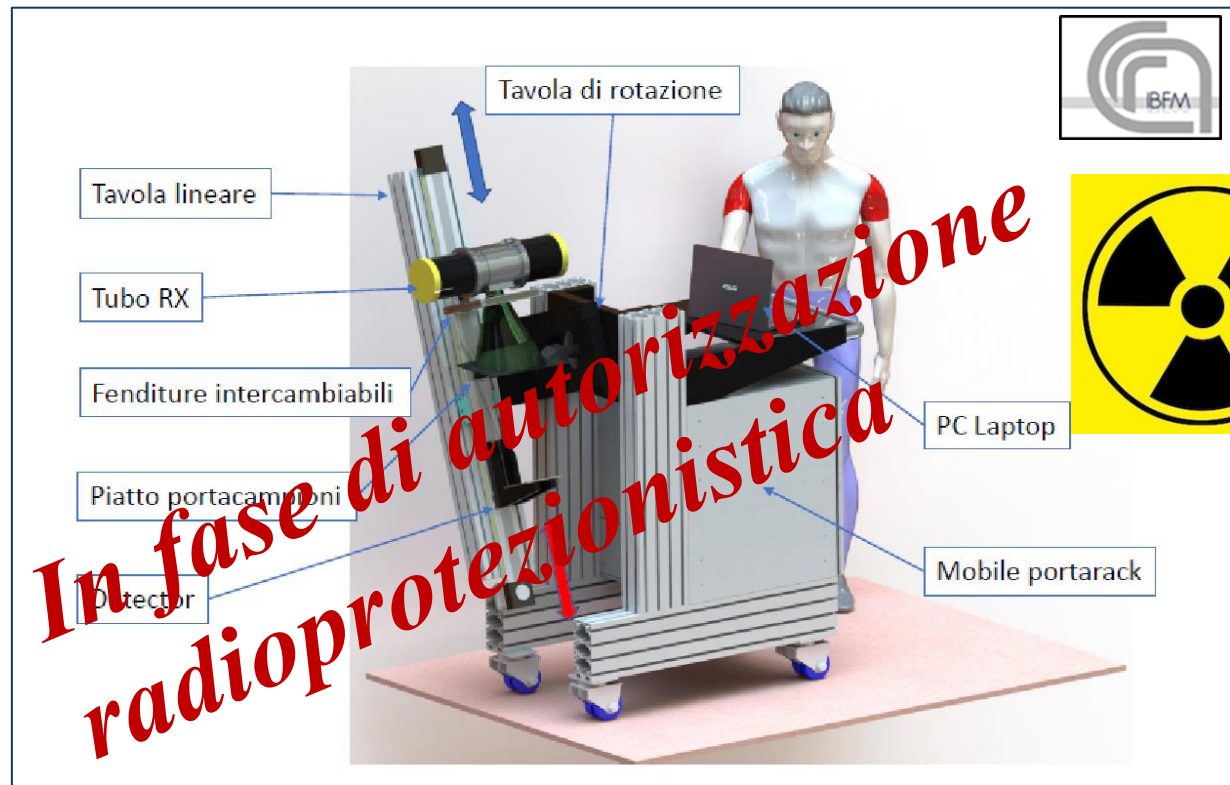 Tavola di rotazione
IBFM
Tavola lineare
Tubo RX
Fenditure intercambiabili
PC Laptop
Piatto portacampioni
Mobile portarack
Detector
In fase di autorizzazione
radioprotezionistica